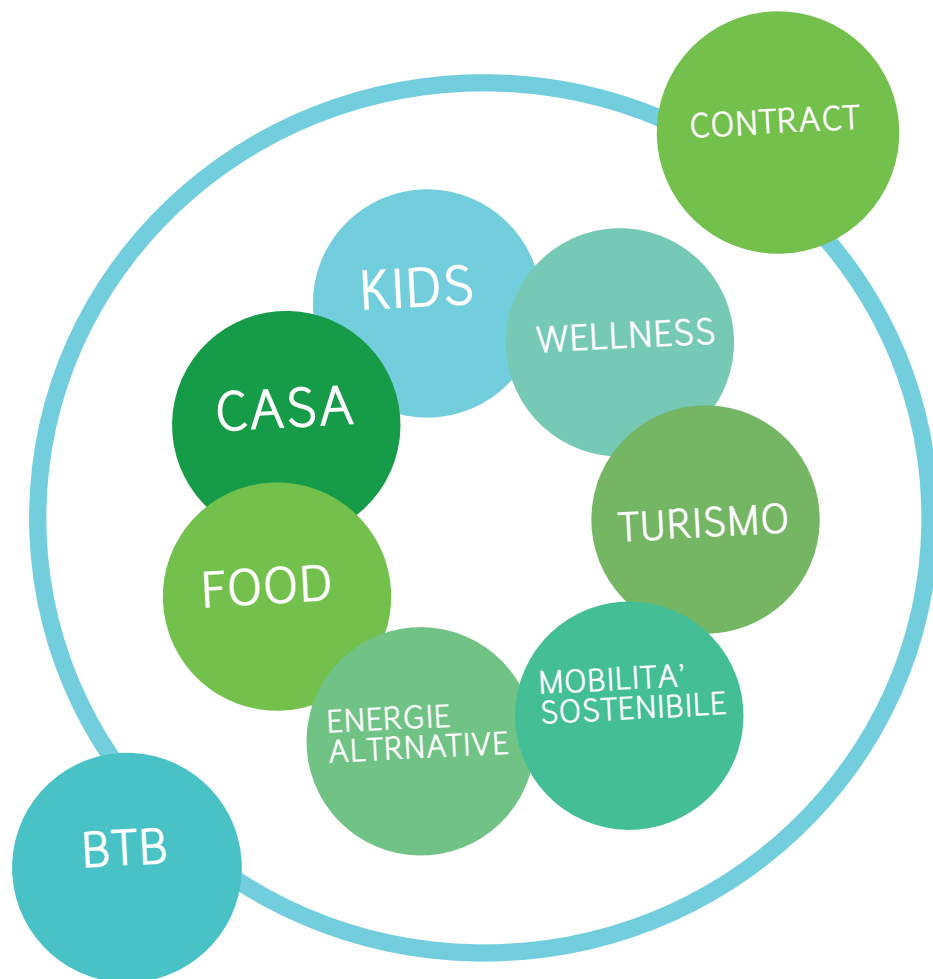 CONTRACT
KIDS
WELLNESS
CASA
TURISMO
FOOD
MOBILITA’
SOSTENIBILE
ENERGIE
ALTRNATIVE
BTB